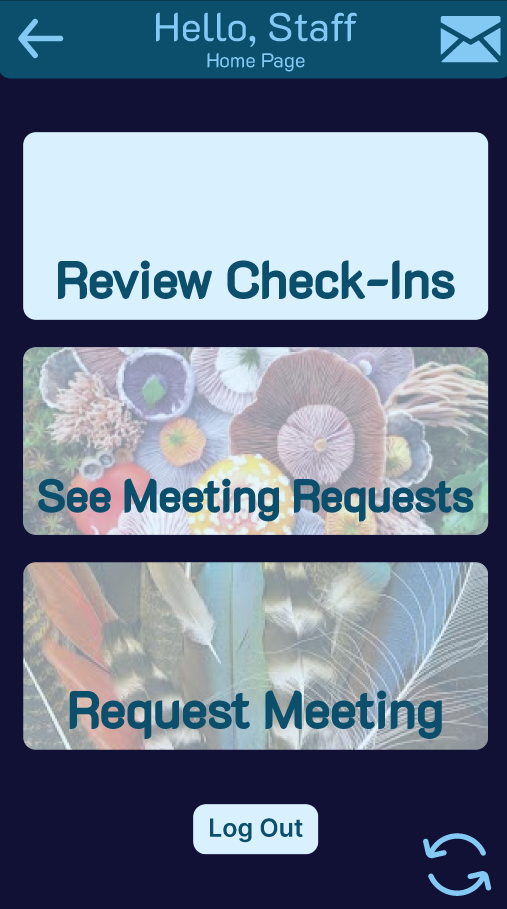 Hello, Staff
Home Page
Review Check-Ins
See Meeting Requests
Request Meeting
Log Out